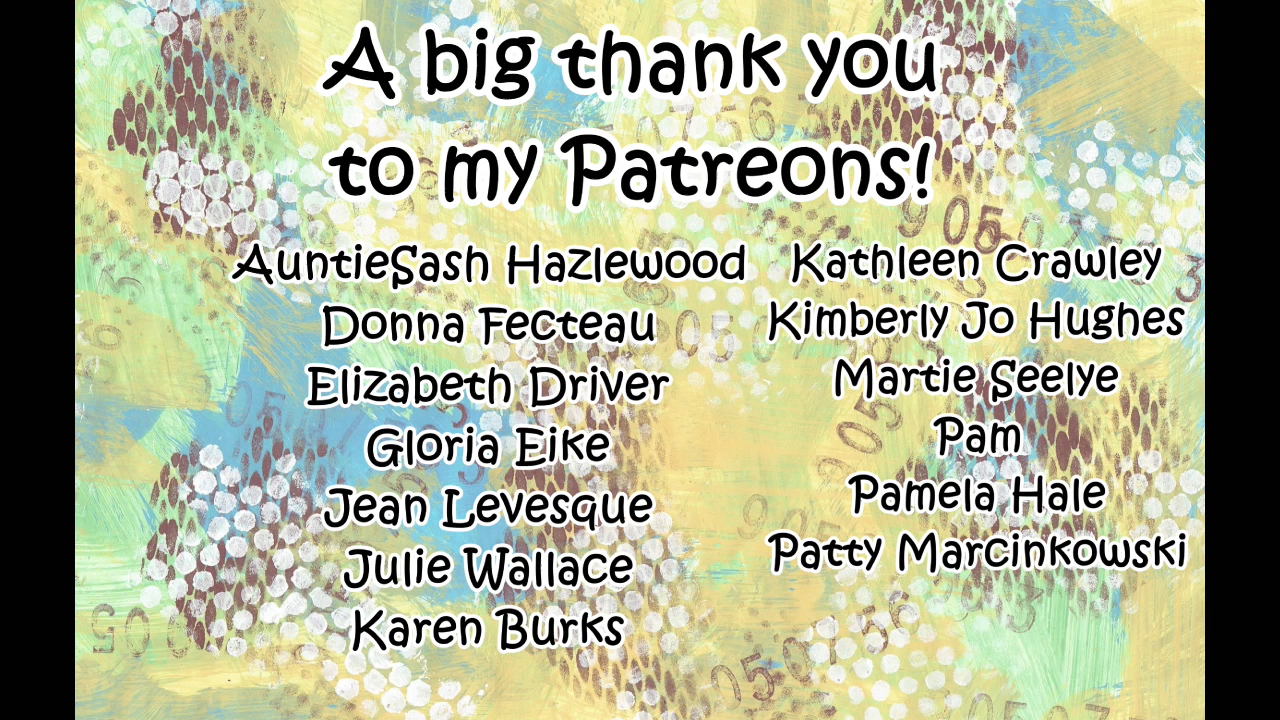 A big thank you
to my Patreons!
AuntieSash Hazlewood
Donna Fecteau
Elizabeth Driver
Gloria Eike
Jean Levesque
Julie Wallace
Karen Burks
Kathleen Crawley
Kimberly Jo Hughes
Martie Seelye
Pam
Pamela Hale
Patty Marcinkowski